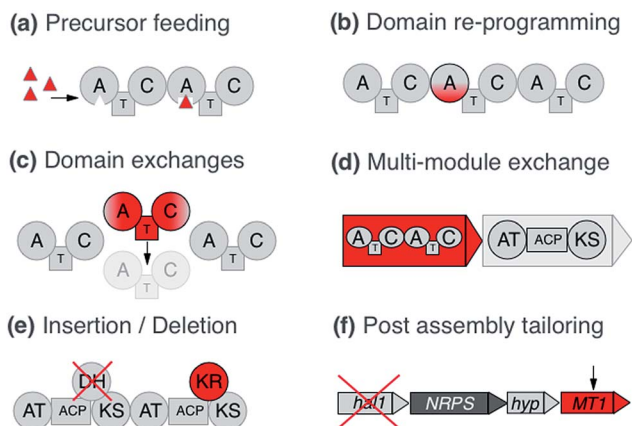 (a) Precursor feeding
(b) Domain re-programming
A T C A T C
A T C A T C A T C
(c) Domain exchanges
(d) Multi-module exchange
A T C
A T C
A T C
A T C
A T C A T C
AT ACP KS
(e) Insertion / Deletion
(f) Post assembly tailoring
DH KR
AT ACP KS AT ACP KS
hal1 NRPS hyp MT1